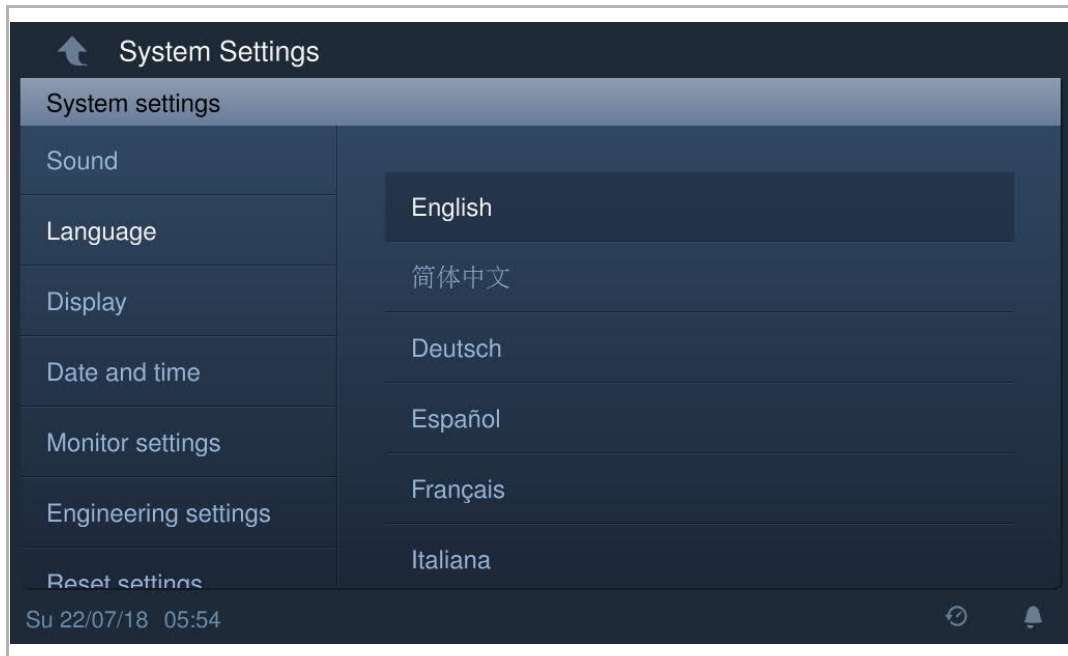 System Settings
System settings
Sound
Language
Display
Date and time
Monitor settings
Engineering settings
Reset settings
English
简体中文
Deutsch
Español
Français
Italiana
Su 22/07/18 05:54